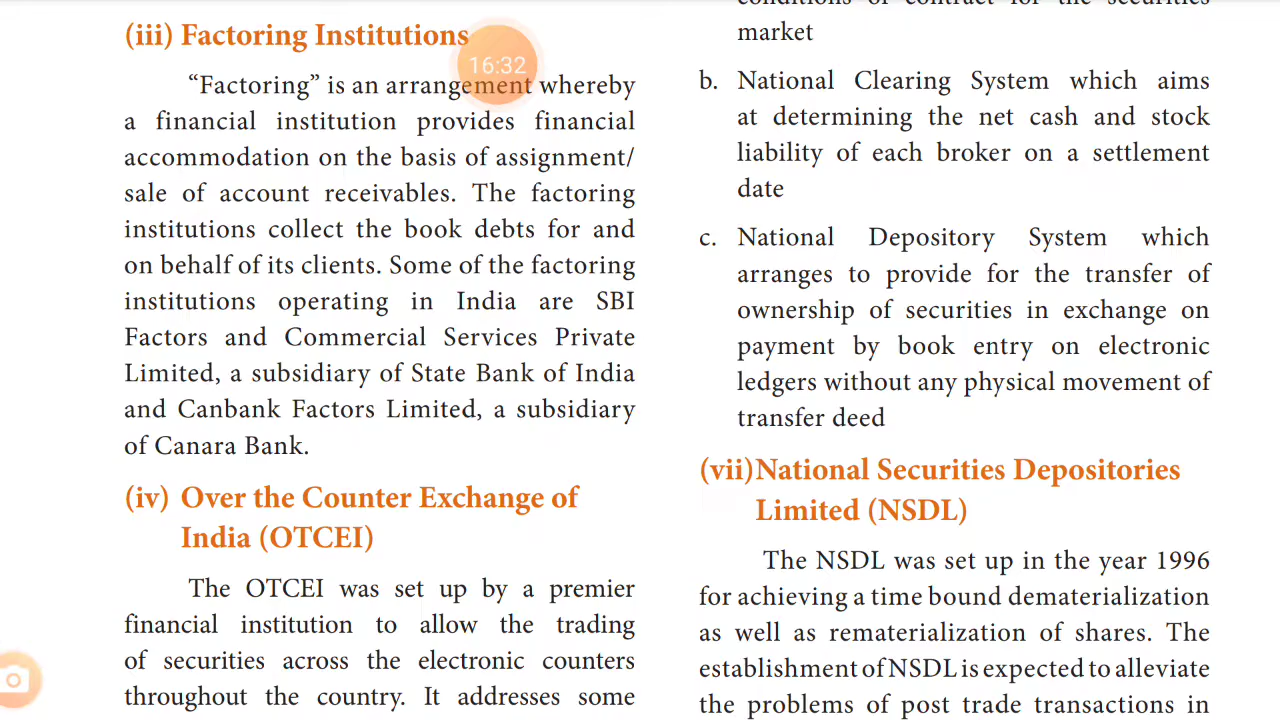 (iii) Factoring Institutions
16:32
“Factoring” is an arrangement whereby
a financial institution provides financial
accommodation on the basis of assignment/
sale of account receivables. The factoring
institutions collect the book debts for and
on behalf of its clients. Some of the factoring
institutions operating in India are SBI
Factors and Commercial Services Private
Limited, a subsidiary of State Bank of India
and Canbank Factors Limited, a subsidiary
of Canara Bank.
(iv) Over the Counter Exchange of
India (OTCEI)
The OTCEI was set up by a premier
financial institution to allow the trading
of securities across the electronic counters
throughout the country. It addresses some
conditions of contract for the securities
market
b. National Clearing System which aims
at determining the net cash and stock
liability of each broker on a settlement
date
c. National Depository System which
arranges to provide for the transfer of
ownership of securities in exchange on
payment by book entry on electronic
ledgers without any physical movement of
transfer deed
(vii) National Securities Depositories
Limited (NSDL)
The NSDL was set up in the year 1996
for achieving a time bound dematerialization
as well as rematerialization of shares. The
establishment of NSDL is expected to alleviate
the problems of post trade transactions in